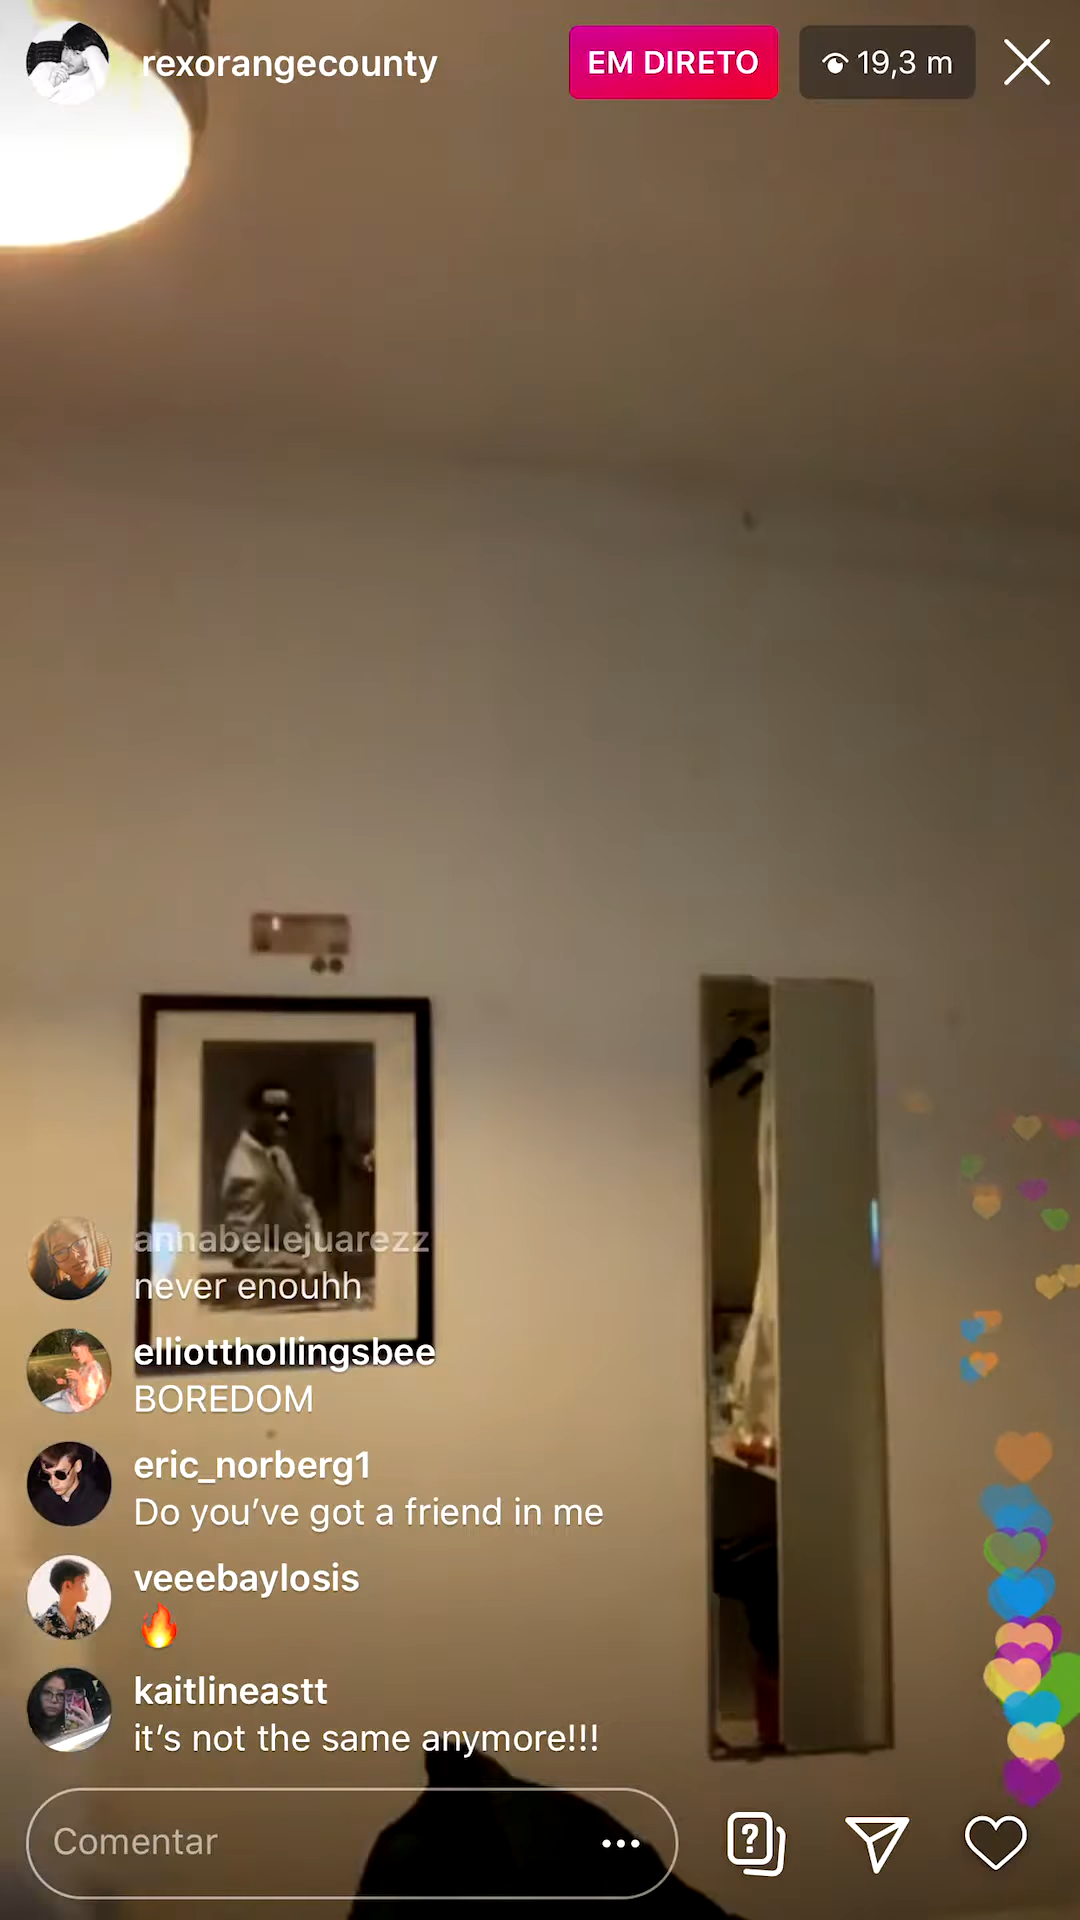 rexorangecounty
EM DIRETO
19,3 m
annabellejuarezz
never enouhh
elliotthollingsbee
BOREDOM
eric_norberg1
Do you’ve got a friend in me
veeebaylosis
🔥
kaitlineastt
it’s not the same anymore!!!
Comentar